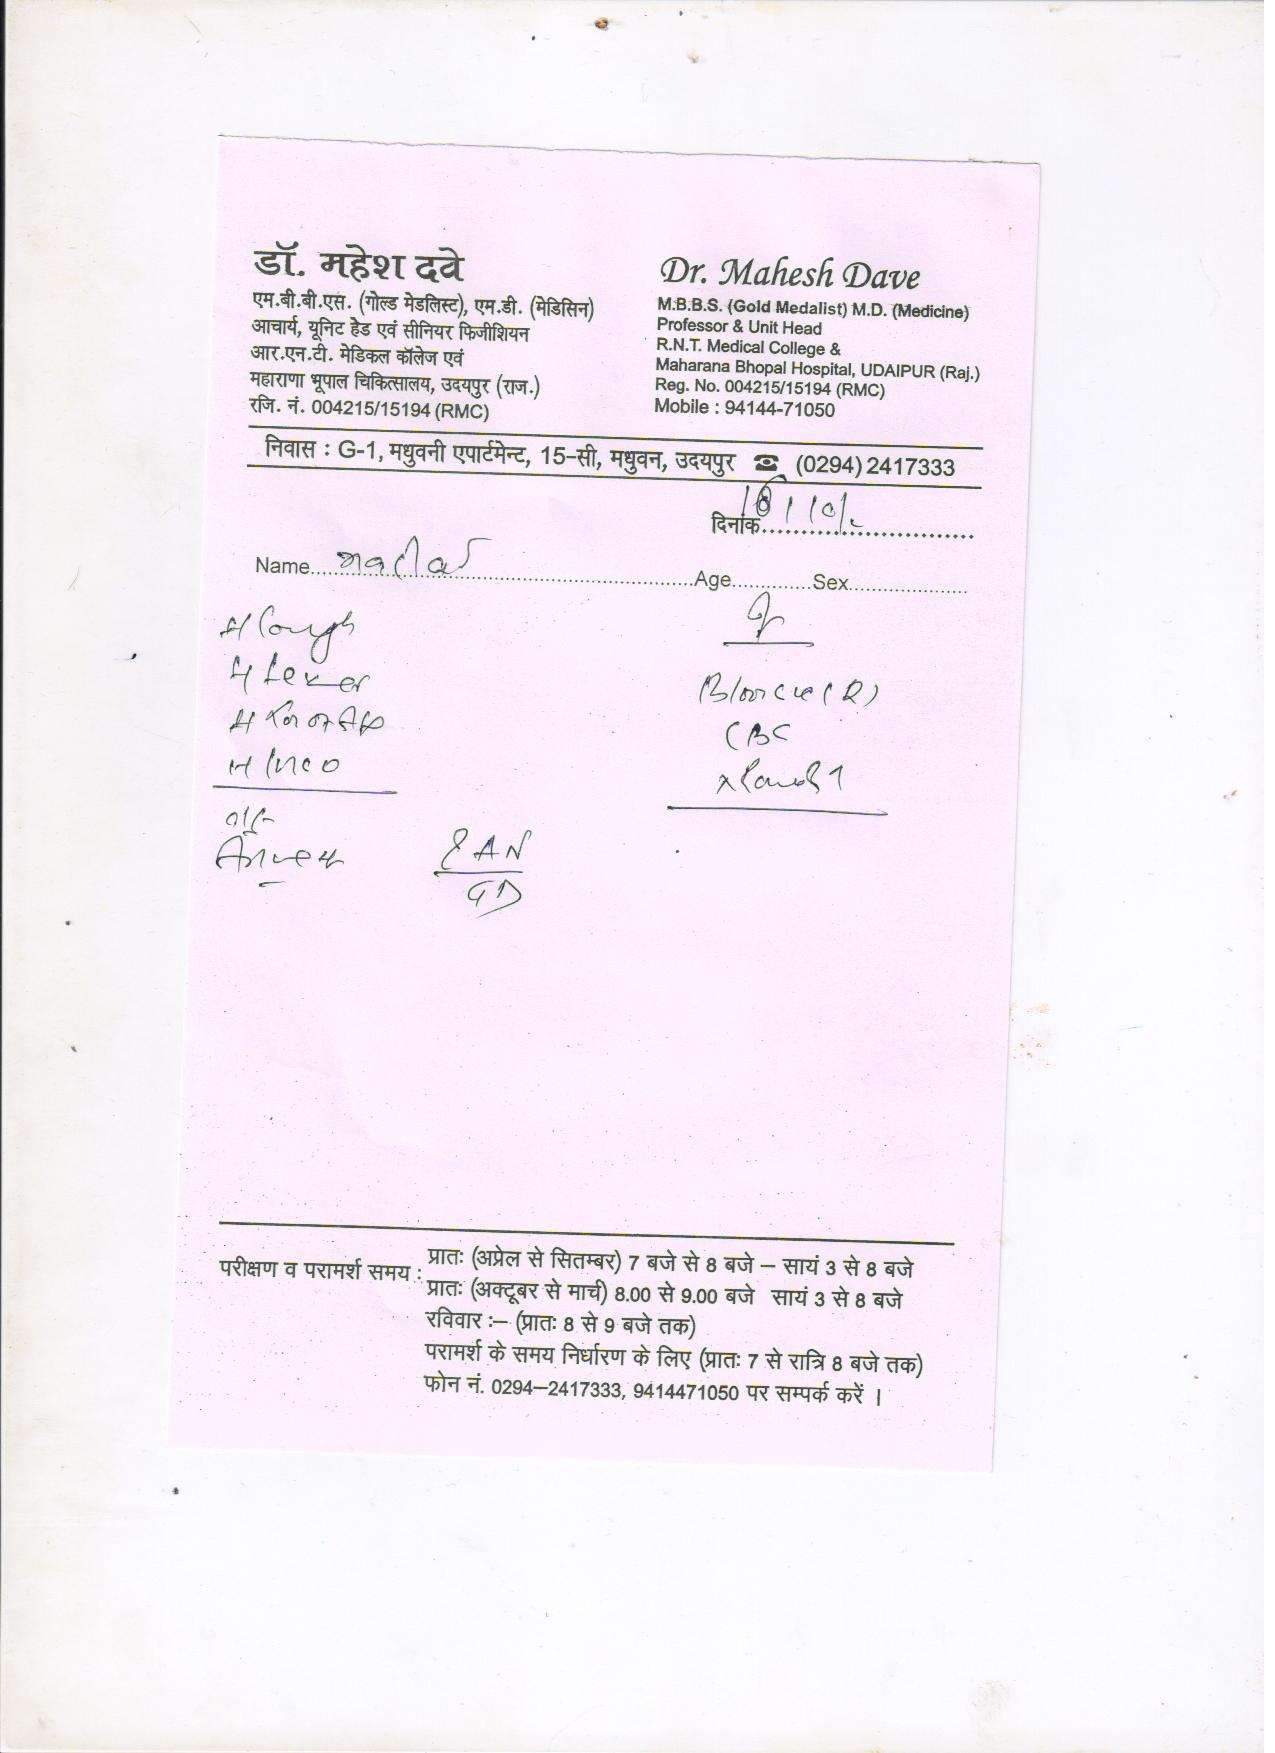 डॉ. महेश दवे
एम.बी.बी.एस. (गोल्ड मेडलिस्ट), एम.डी. (मेडिसिन)
आचार्य, यूनिट हेड एवं सीनियर फिजीशियन
आर.एन.टी. मेडिकल कॉलेज एवं
महाराणा भूपाल चिकित्सालय, उदयपुर (राज.)
रजि. नं. 004215/15194 (RMC)
Dr. Mahesh Dave
M.B.B.S. (Gold Medalist) M.D. (Medicine)
Professor & Unit Head
R.N.T. Medical College &
Maharana Bhopal Hospital, UDAIPUR (Raj.)
Reg. No. 004215/15194 (RMC)
Mobile : 94144-71050
निवास : G-1, मधुवनी एपार्टमेन्ट, 15-सी, मधुवन, उदयपुर ☎ (0294) 2417333
दिनांक
Name Age Sex
Cough
Fever
CBC
परीक्षण व परामर्श समय : प्रातः (अप्रेल से सितम्बर) 7 बजे से 8 बजे – सायं 3 से 8 बजे
प्रातः (अक्टूबर से मार्च) 8.00 से 9.00 बजे सायं 3 से 8 बजे
रविवार :– (प्रातः 8 से 9 बजे तक)
परामर्श के समय निर्धारण के लिए (प्रातः 7 से रात्रि 8 बजे तक)
फोन नं. 0294–2417333, 9414471050 पर सम्पर्क करें ।